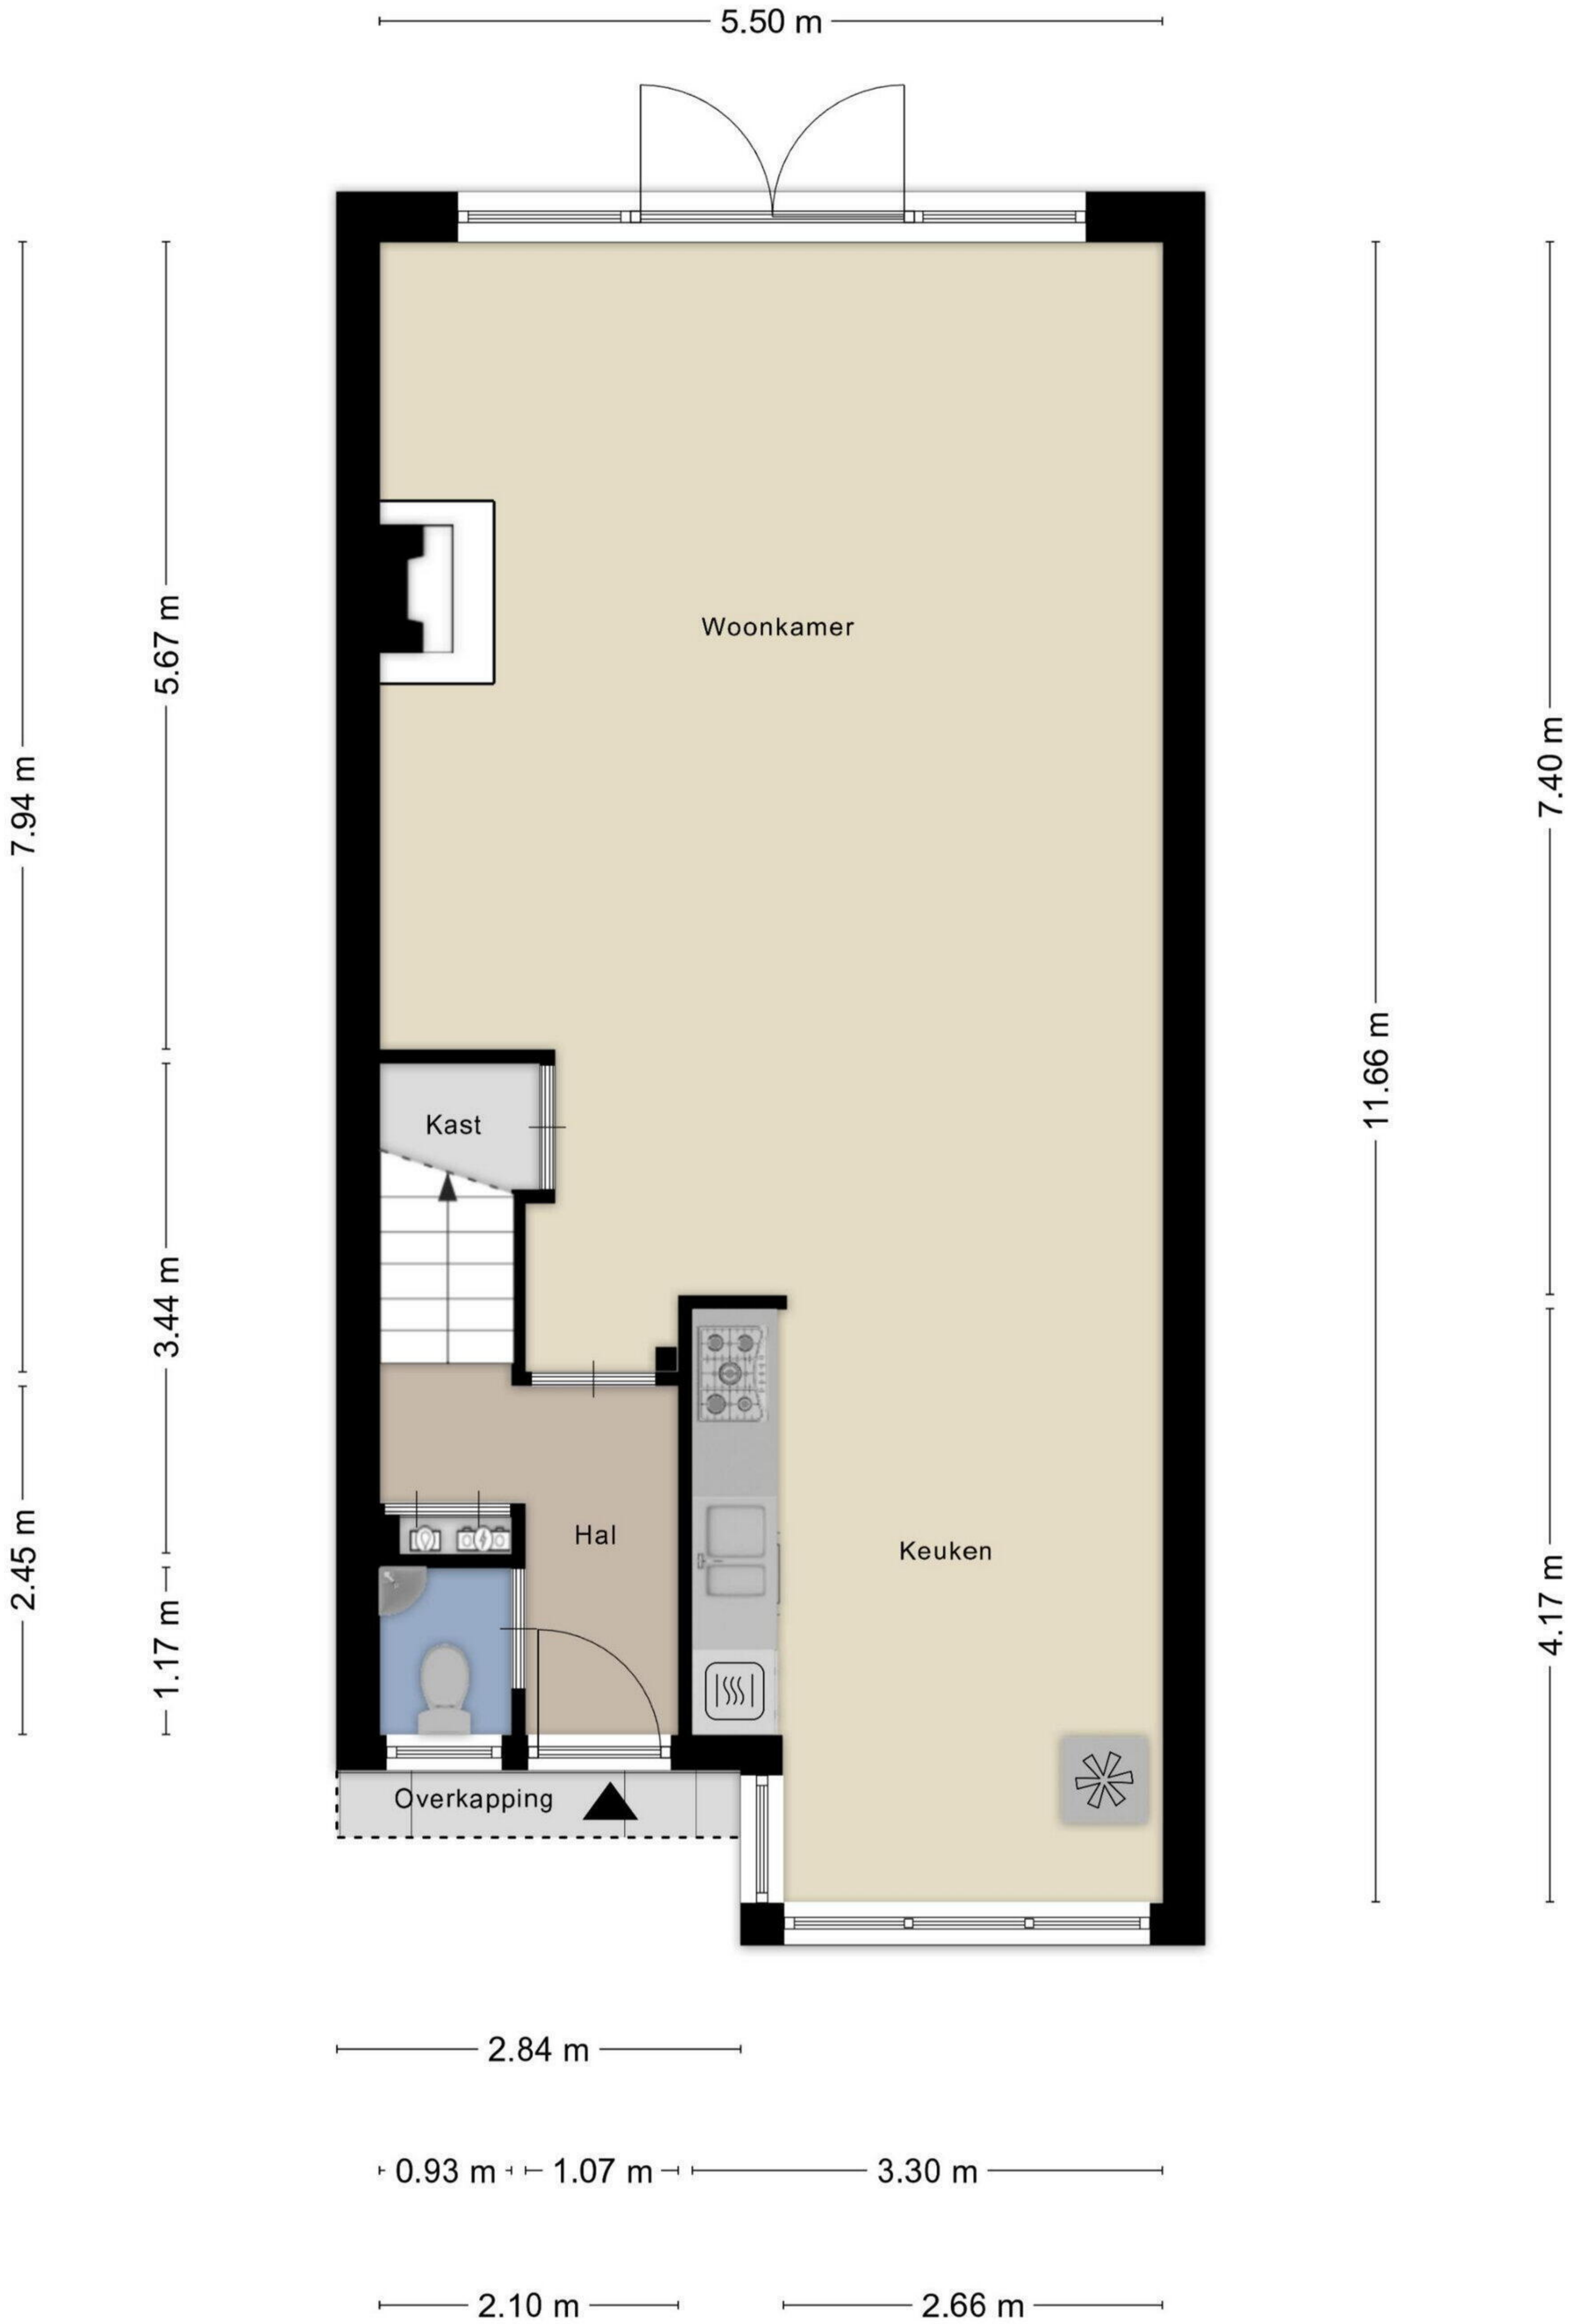 5.50 m
Woonkamer
5.67 m
7.94 m
7.40 m
11.66 m
Kast
3.44 m
Hal
Keuken
2.45 m
1.17 m
4.17 m
Overkapping
2.84 m
0.93 m
1.07 m
3.30 m
2.10 m
2.66 m